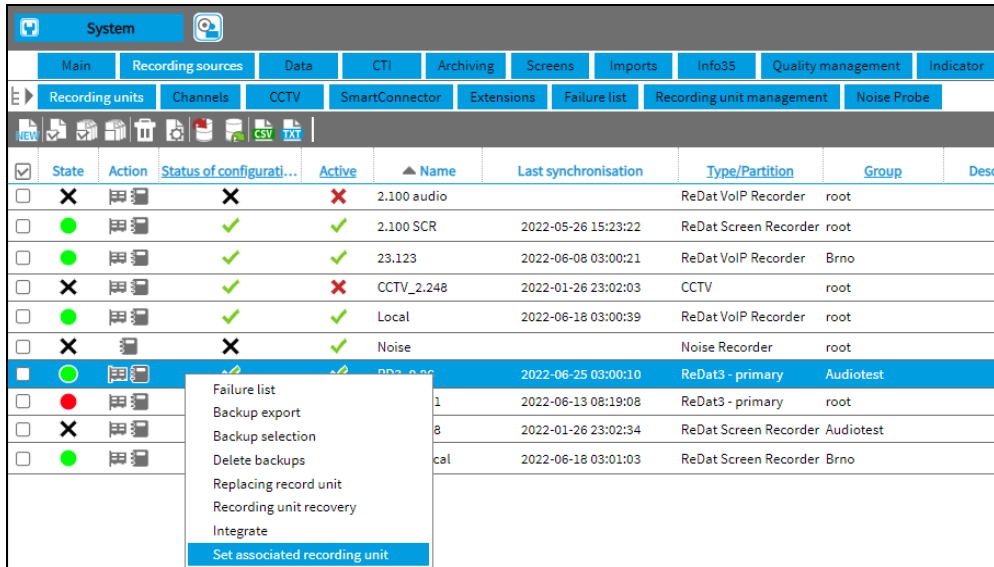 System
Main Recording sources Data CTI Archiving Screens Imports Info35 Quality management Indicator
Recording units Channels CCTV SmartConnector Extensions Failure list Recording unit management Noise Probe
NEW CSV TXT
State Action Status of configurati... Active Name Last synchronisation Type/Partition Group Desc
2.100 audio ReDat VoIP Recorder root
2.100 SCR 2022-05-26 15:23:22 ReDat Screen Recorder root
23.123 2022-06-08 03:00:21 ReDat VoIP Recorder Brno
CCTV_2.248 2022-01-26 23:02:03 CCTV root
Local 2022-06-18 03:00:39 ReDat VoIP Recorder root
Noise Noise Recorder root
2022-06-25 03:00:10 ReDat3 - primary Audiotest
1 2022-06-13 08:19:08 ReDat3 - primary root
8 2022-01-26 23:02:34 ReDat Screen Recorder Audiotest
cal 2022-06-18 03:01:03 ReDat Screen Recorder Brno
Failure list
Backup export
Backup selection
Delete backups
Replacing record unit
Recording unit recovery
Integrate
Set associated recording unit